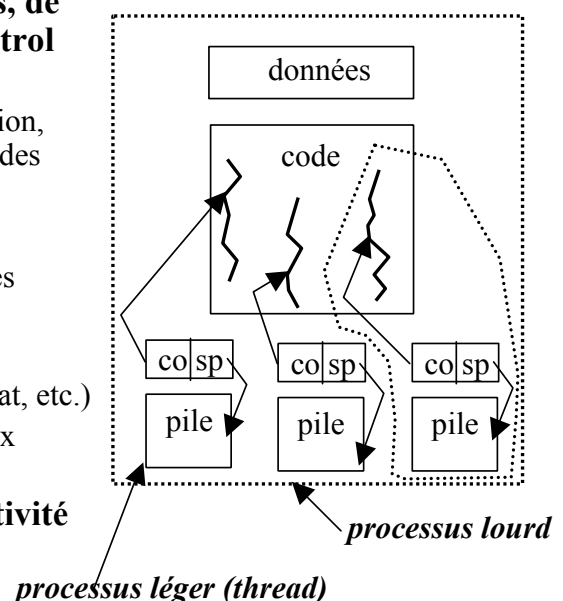 s, de
trol
ion,
des
es
at, etc.)
x
tivité
données
code
co sp
co sp
co sp
pile
pile
pile
processus lourd
processus léger (thread)